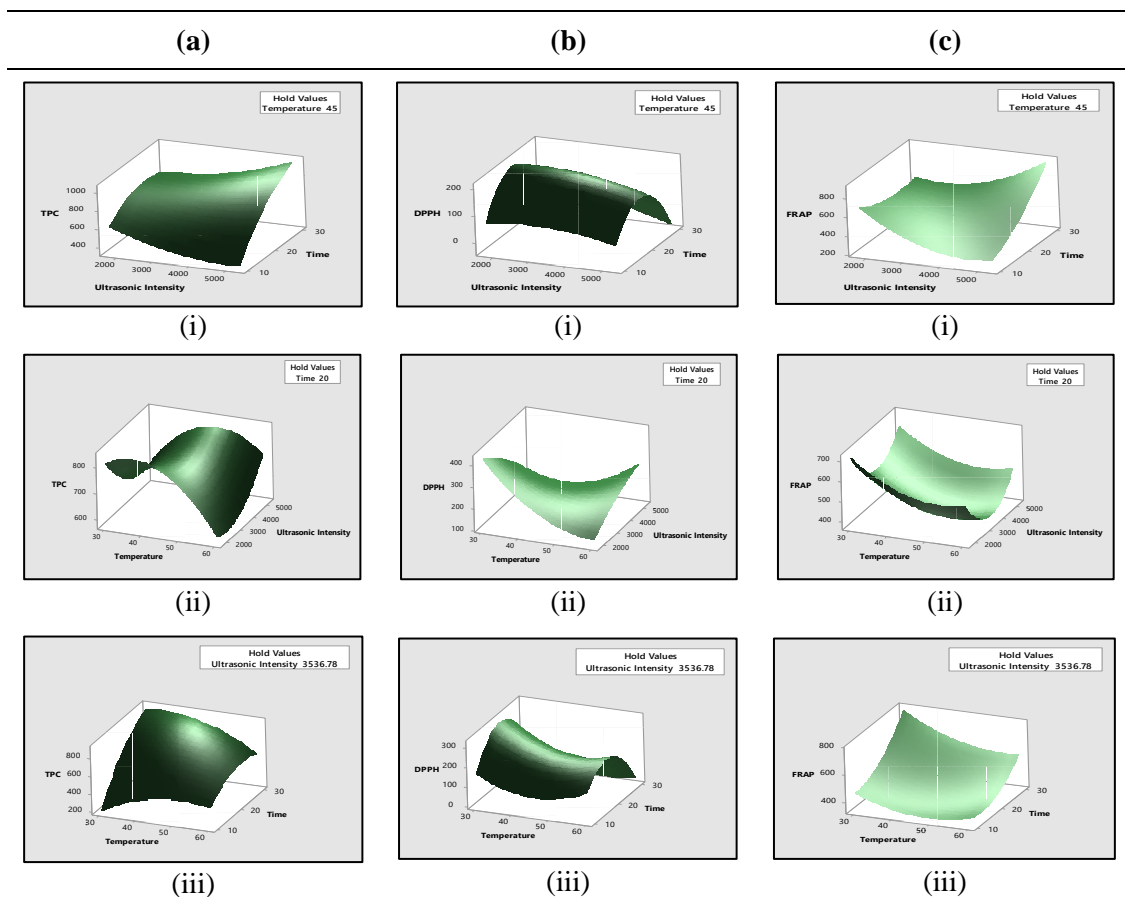 (a) (b) (c)
Hold Values
Temperature 45
1000
800
600
400
TPC
2000
3000
4000
5000
Ultrasonic Intensity
10
20
30
Time
Hold Values
Temperature 45
200
100
0
DPPH
2000
3000
4000
5000
Ultrasonic Intensity
10
20
30
Time
Hold Values
Temperature 45
800
600
400
200
FRAP
2000
3000
4000
5000
Ultrasonic Intensity
10
20
30
Time
(i) (i) (i)
Hold Values
Time 20
800
700
600
TPC
30
40
50
60
Temperature
2000
3000
4000
5000
Ultrasonic Intensity
Hold Values
Time 20
400
300
200
100
DPPH
30
40
50
60
Temperature
2000
3000
4000
5000
Ultrasonic Intensity
Hold Values
Time 20
700
600
500
400
FRAP
30
40
50
60
Temperature
2000
3000
4000
5000
Ultrasonic Intensity
(ii) (ii) (ii)
Hold Values
Ultrasonic Intensity 3536.78
800
600
400
200
TPC
30
40
50
60
Temperature
10
20
30
Time
Hold Values
Ultrasonic Intensity 3536.78
300
200
100
0
DPPH
30
40
50
60
Temperature
10
20
30
Time
Hold Values
Ultrasonic Intensity 3536.78
800
600
400
FRAP
30
40
50
60
Temperature
10
20
30
Time
(iii) (iii) (iii)